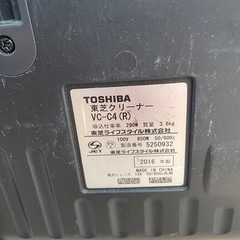 TOSHIBA
東芝クリーナー
VC-C4(R)
吸込仕事率 290W 質量 3.6kg
東芝ライフスタイル株式会社
100V 850W 50/60Hz
製造番号 5250932
2016 年製
MADE IN CHINA
JET
東芝ライフスタイル株式会社